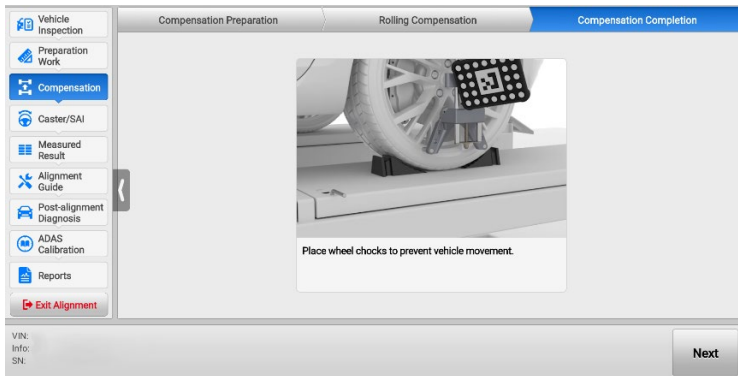 Vehicle
Inspection
Preparation
Work
Compensation
Caster/SAI
Measured
Result
Alignment
Guide
Post-alignment
Diagnosis
ADAS
Calibration
Reports
Exit Alignment
Compensation Preparation
Rolling Compensation
Compensation Completion
Place wheel chocks to prevent vehicle movement.
VIN:
Info:
SN:
Next